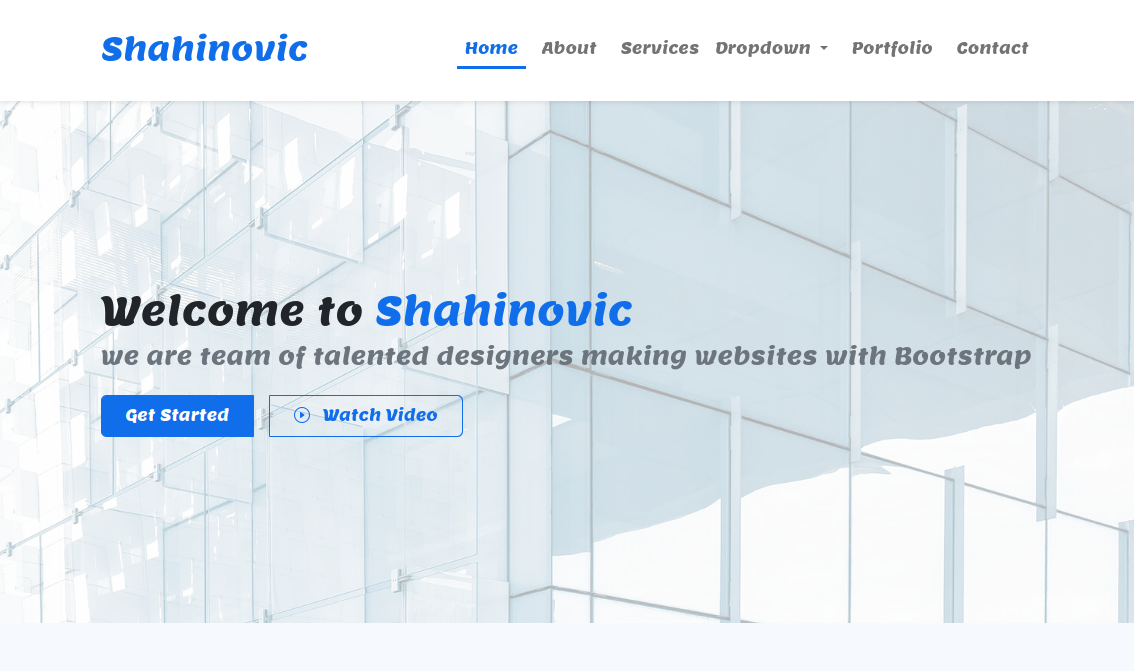 Shahinovic
Home About Services Dropdown Portfolio Contact
Welcome to Shahinovic
we are team of talented designers making websites with Bootstrap
Get Started
Watch Video